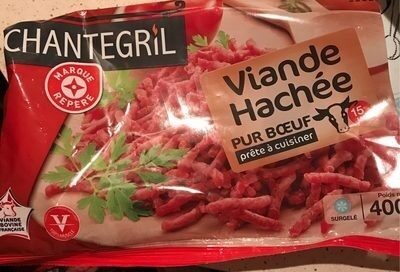 CHANTEGRIL
MARQUE
REPÈRE
Viande
Hachée
PUR BŒUF
prête à cuisiner
15
VIANDE
BOVINE
FRANÇAISE
V
SURGELÉ
Poids n
400